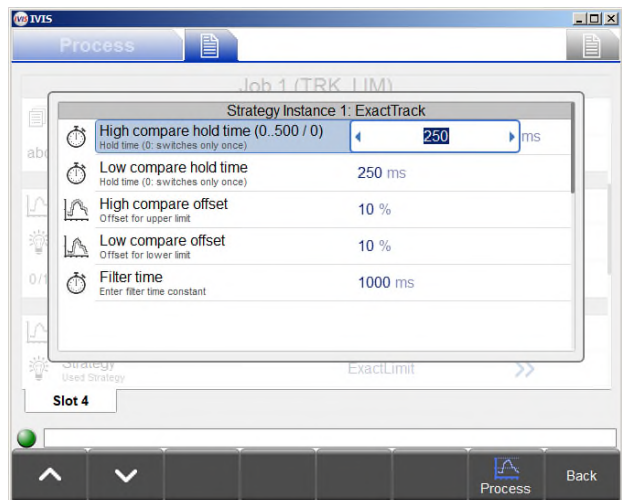 IVIS
Process
Job 1 (TRK_LIM)
Strategy Instance 1: ExactTrack
High compare hold time (0..500 / 0)
250 ms
Hold time (0: switches only once)
Low compare hold time
250 ms
Hold time (0: switches only once)
High compare offset
10 %
Offset for upper limit
Low compare offset
10 %
Offset for lower limit
Filter time
1000 ms
Enter filter time constant
abc
0/1
Strategy
ExactLimit
Used Strategy
Slot 4
Process
Back